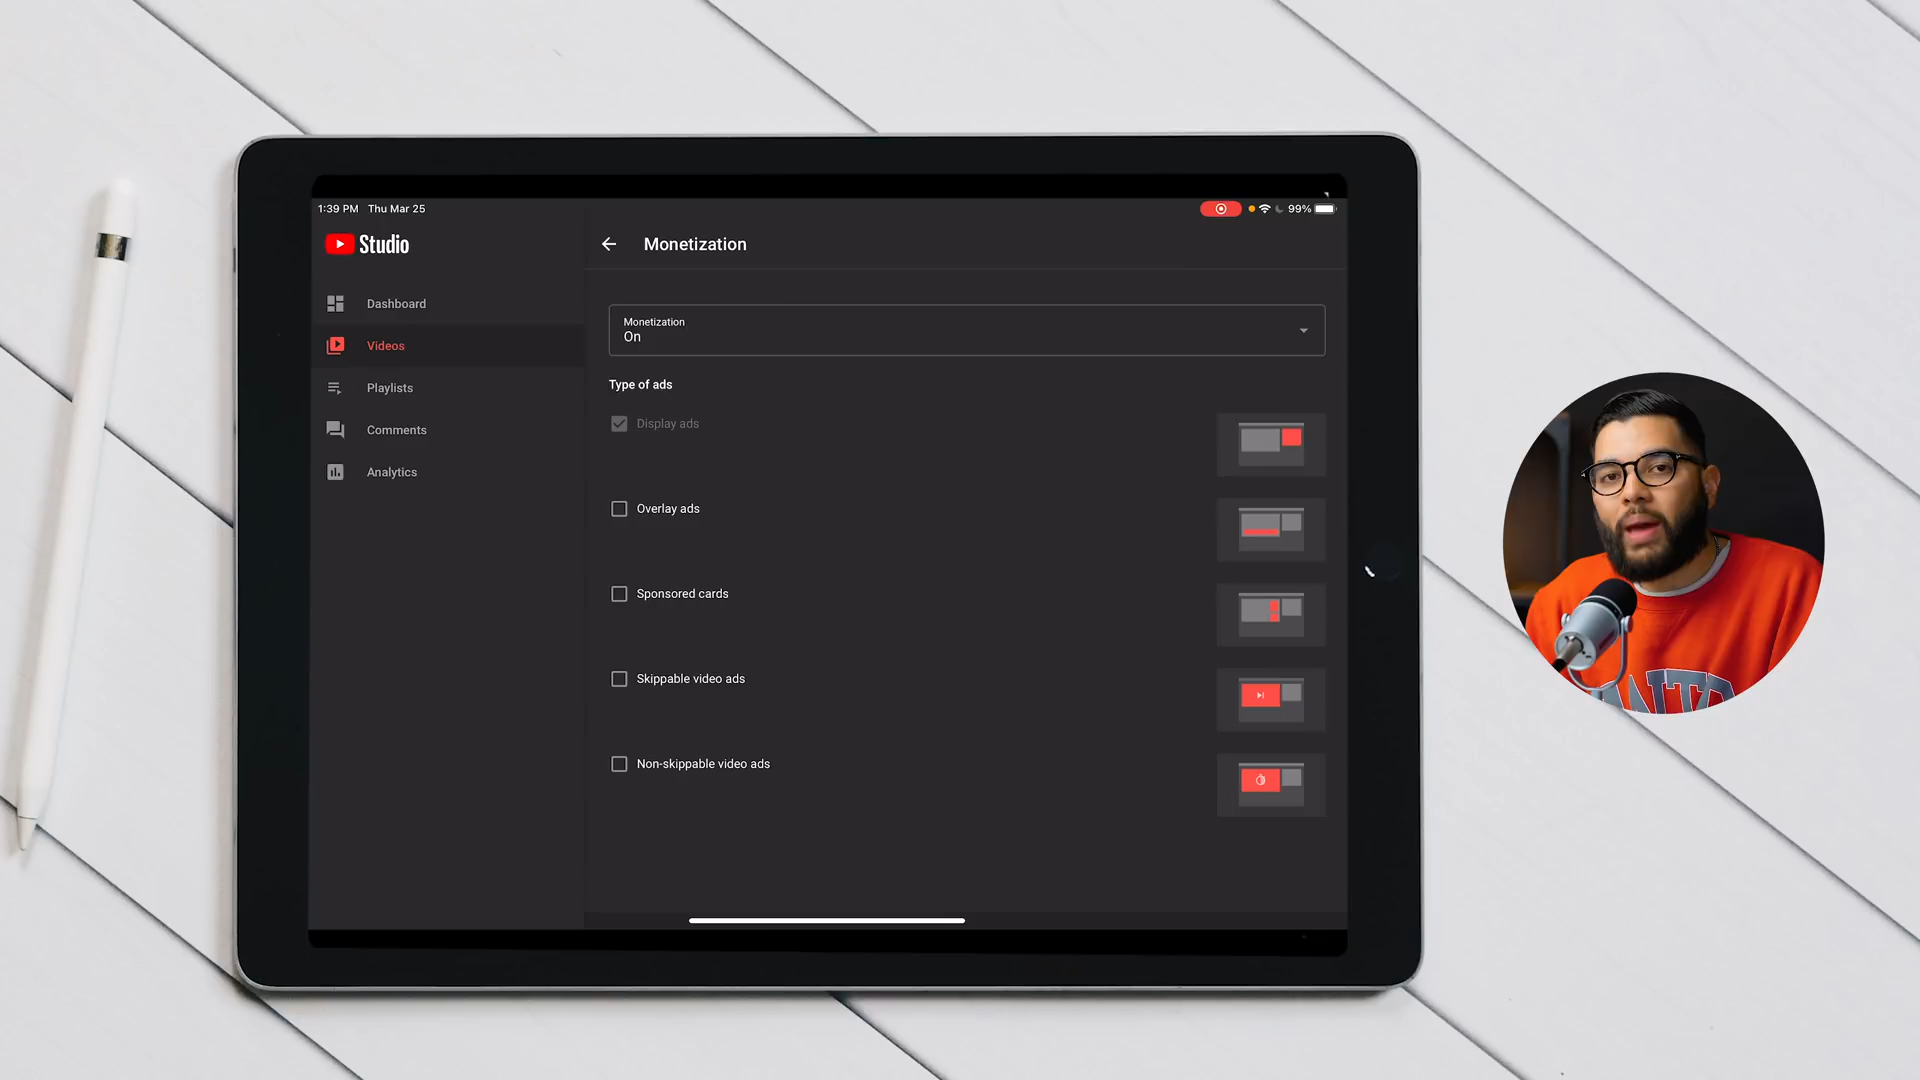 1:39 PM Thu Mar 25
99%
Studio
Monetization
Dashboard
Videos
Playlists
Comments
Analytics
Monetization
On
Type of ads
Display ads
Overlay ads
Sponsored cards
Skippable video ads
Non-skippable video ads